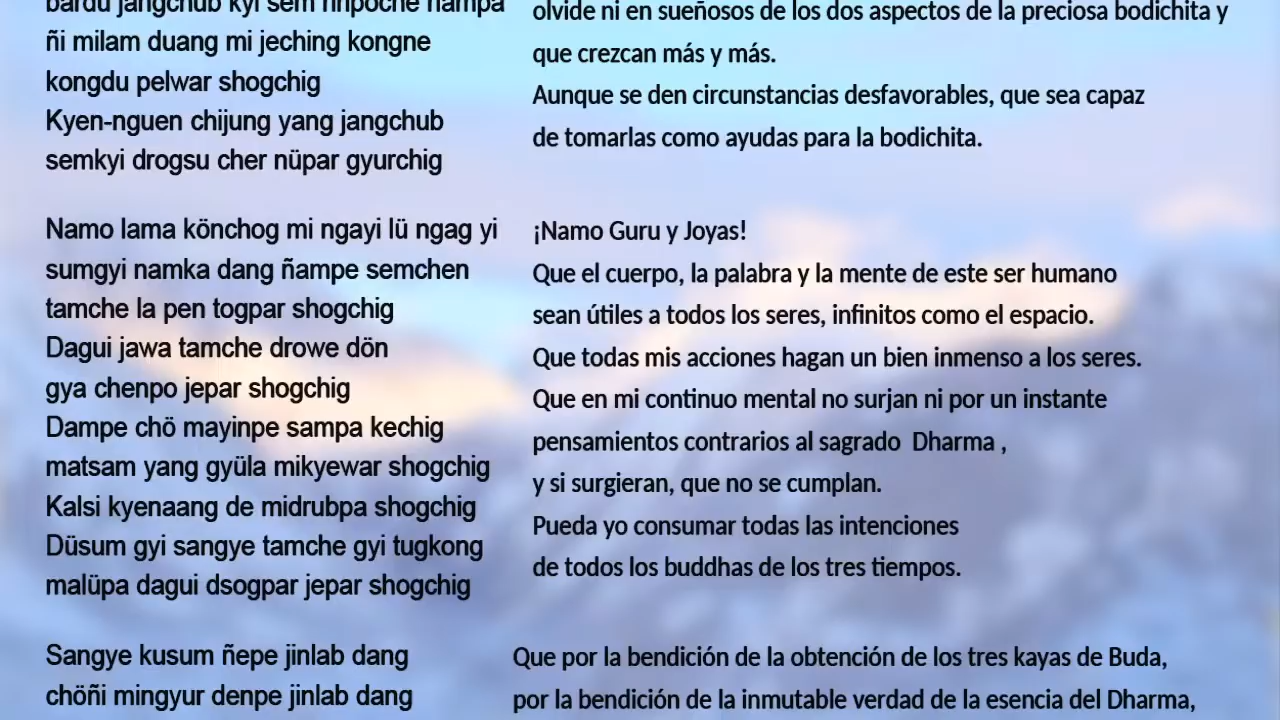 bardu jangchub kyi sem rinpoche nampa
ñi milam duang mi jeching kongne
kongdu pelwar shogchig
Kyen-nguen chijung yang jangchub
semkyi drogsu cher nüpar gyurchig
Namo lama könchog mi ngayi lü ngag yi
sumgyi namka dang ñampe semchen
tamche la pen togpar shogchig
Dagui jawa tamche drowe dön
gya chenpo jepar shogchig
Dampe chö mayinpe sampa kechig
matsam yang gyüla mikyewar shogchig
Kalsi kyenaang de midrubpa shogchig
Düsum gyi sangye tamche gyi tugkong
malüpa dagui dsogpar jepar shogchig
Sangye kusum ñepe jinlab dang
chöñi mingyur denpe jinlab dang
olvide ni en sueñosos de los dos aspectos de la preciosa bodichita y
que crezcan más y más.
Aunque se den circunstancias desfavorables, que sea capaz
de tomarlas como ayudas para la bodichita.
¡Namo Guru y Joyas!
Que el cuerpo, la palabra y la mente de este ser humano
sean útiles a todos los seres, infinitos como el espacio.
Que todas mis acciones hagan un bien inmenso a los seres.
Que en mi continuo mental no surjan ni por un instante
pensamientos contrarios al sagrado Dharma ,
y si surgieran, que no se cumplan.
Pueda yo consumar todas las intenciones
de todos los buddhas de los tres tiempos.
Que por la bendición de la obtención de los tres kayas de Buda,
por la bendición de la inmutable verdad de la esencia del Dharma,